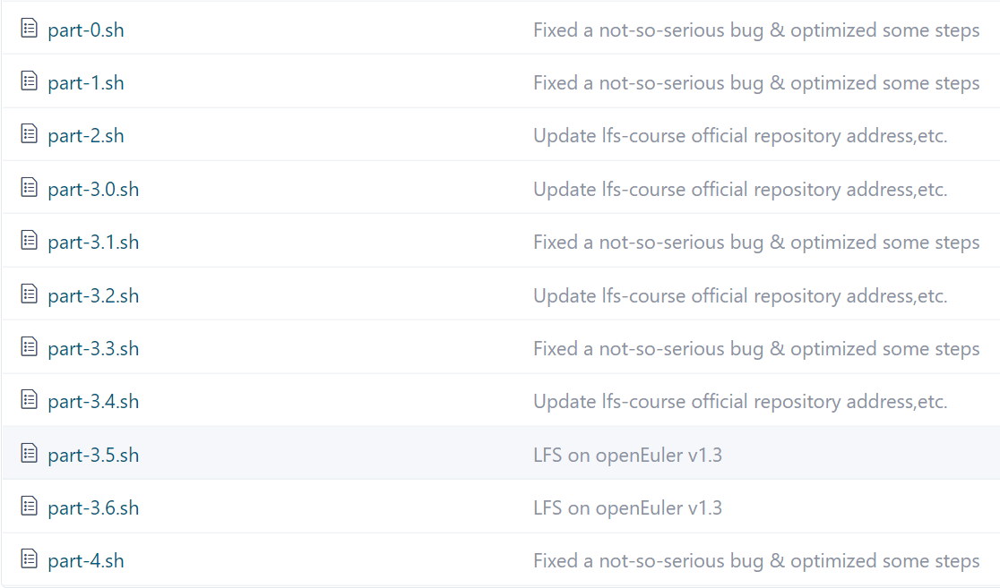 part-0.sh Fixed a not-so-serious bug & optimized some steps
part-1.sh Fixed a not-so-serious bug & optimized some steps
part-2.sh Update lfs-course official repository address,etc.
part-3.0.sh Update lfs-course official repository address,etc.
part-3.1.sh Fixed a not-so-serious bug & optimized some steps
part-3.2.sh Update lfs-course official repository address,etc.
part-3.3.sh Fixed a not-so-serious bug & optimized some steps
part-3.4.sh Update lfs-course official repository address,etc.
part-3.5.sh LFS on openEuler v1.3
part-3.6.sh LFS on openEuler v1.3
part-4.sh Fixed a not-so-serious bug & optimized some steps